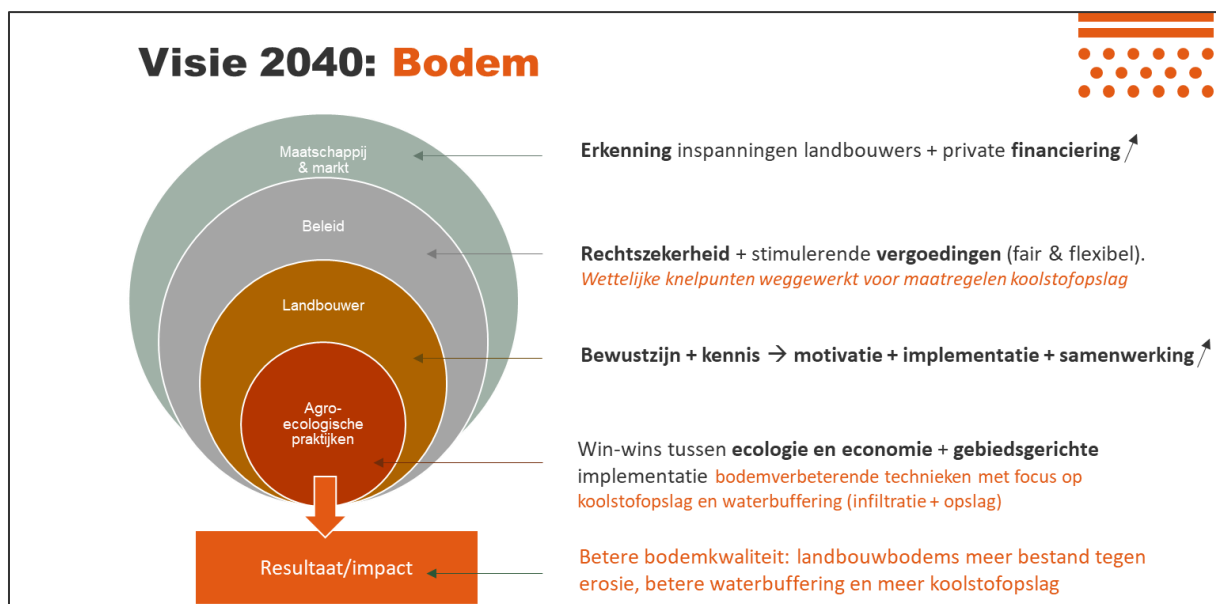 Visie 2040: Bodem
Maatschappij
& markt
Erkenning inspanningen landbouwers + private financiering
Beleid
Rechtszekerheid + stimulerende vergoedingen (fair & flexibel).
Wettelijke knelpunten weggewerkt voor maatregelen koolstofopslag
Landbouwer
Bewustzijn + kennis → motivatie + implementatie + samenwerking
Agro-
ecologische
praktijken
Win-wins tussen ecologie en economie + gebiedsgerichte
implementatie bodemverbeterende technieken met focus op
koolstofopslag en waterbuffering (infiltratie + opslag)
Resultaat/impact
Betere bodemkwaliteit: landbouwbodems meer bestand tegen
erosie, betere waterbuffering en meer koolstofopslag